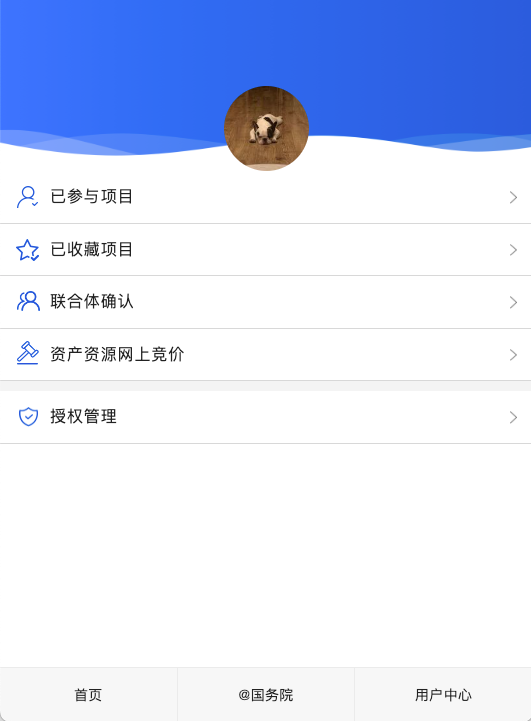 已参与项目
已收藏项目
联合体确认
资产资源网上竞价
授权管理
首页
@国务院
用户中心